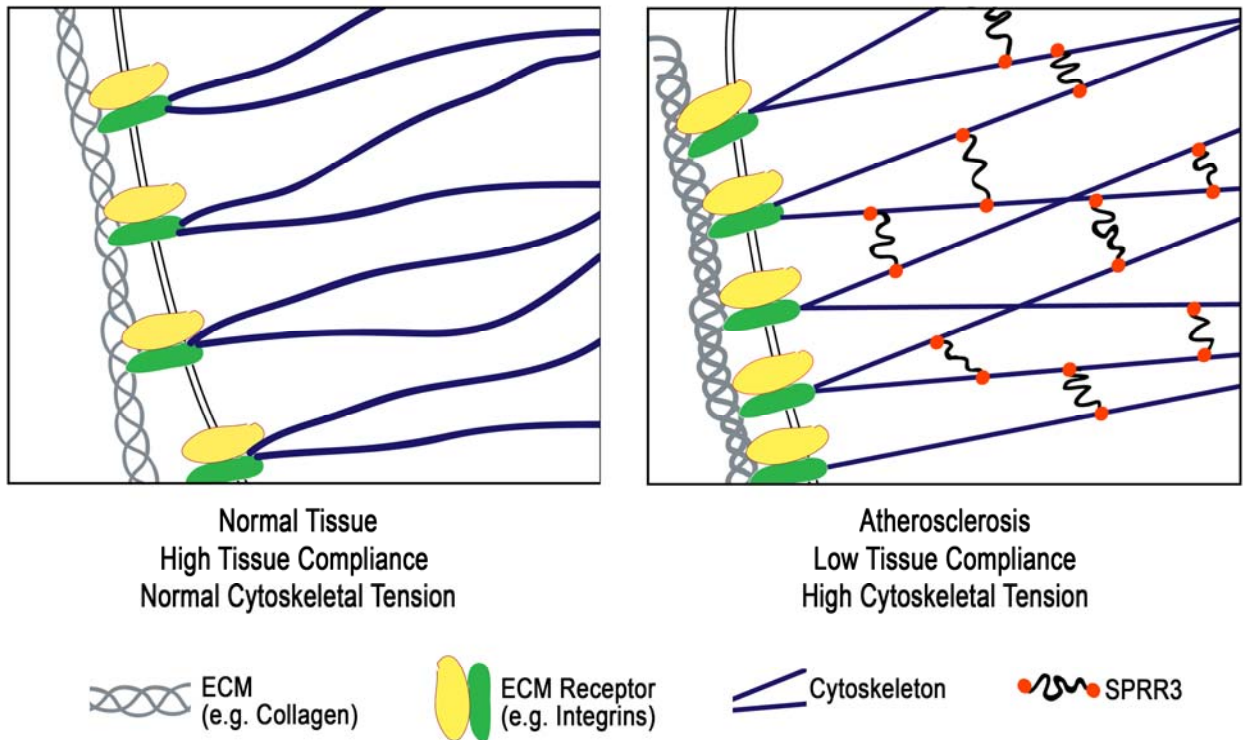 Normal Tissue
High Tissue Compliance
Normal Cytoskeletal Tension
Atherosclerosis
Low Tissue Compliance
High Cytoskeletal Tension
ECM
(e.g. Collagen)
ECM Receptor
(e.g. Integrins)
Cytoskeleton
SPRR3